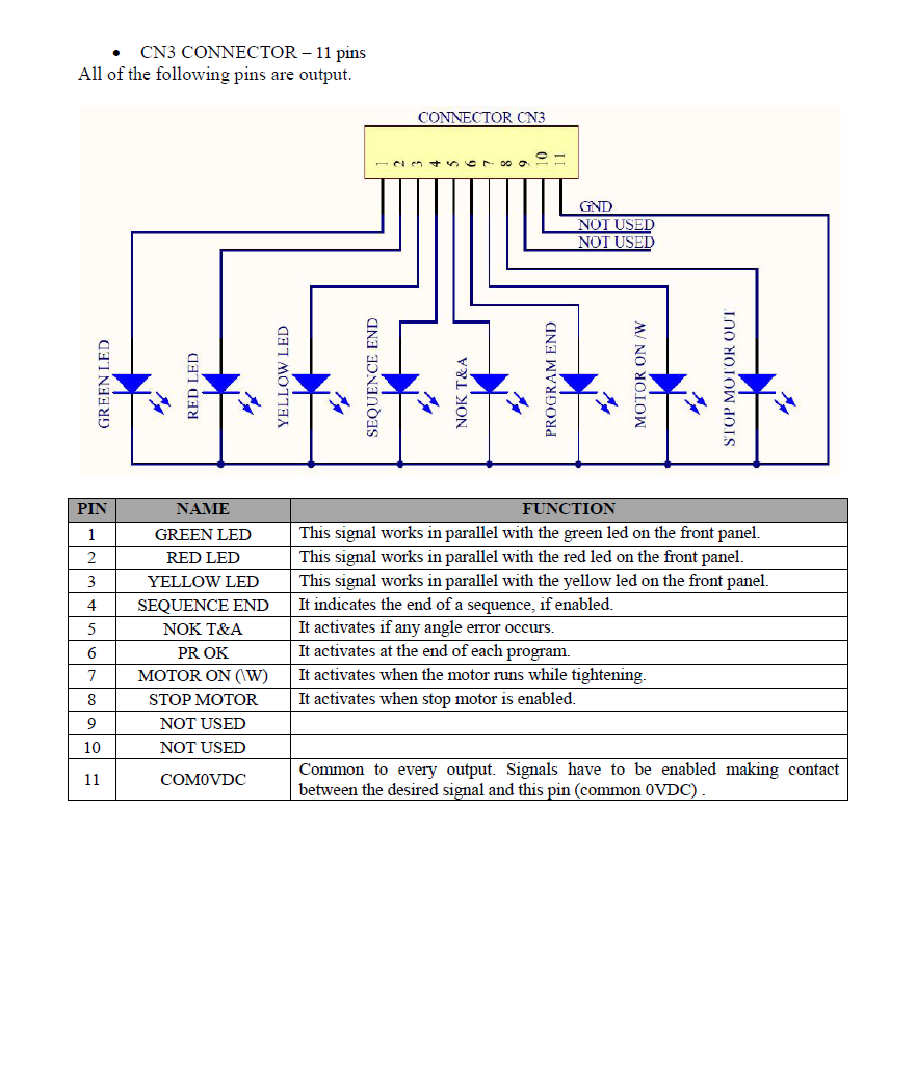 • CN3 CONNECTOR – 11 pins
All of the following pins are output.
CONNECTOR CN3
1 2 3 4 5 6 7 8 9 10 11
GND
NOT USED
NOT USED
GREEN LED
RED LED
YELLOW LED
SEQUENCE END
NOK T&A
PROGRAM END
MOTOR ON /W
STOP MOTOR OUT
PIN NAME FUNCTION
1 GREEN LED This signal works in parallel with the green led on the front panel.
2 RED LED This signal works in parallel with the red led on the front panel.
3 YELLOW LED This signal works in parallel with the yellow led on the front panel.
4 SEQUENCE END It indicates the end of a sequence, if enabled.
5 NOK T&A It activates if any angle error occurs.
6 PR OK It activates at the end of each program.
7 MOTOR ON (\W) It activates when the motor runs while tightening.
8 STOP MOTOR It activates when stop motor is enabled.
9 NOT USED
10 NOT USED
11 COM0VDC Common to every output. Signals have to be enabled making contact
between the desired signal and this pin (common 0VDC) .